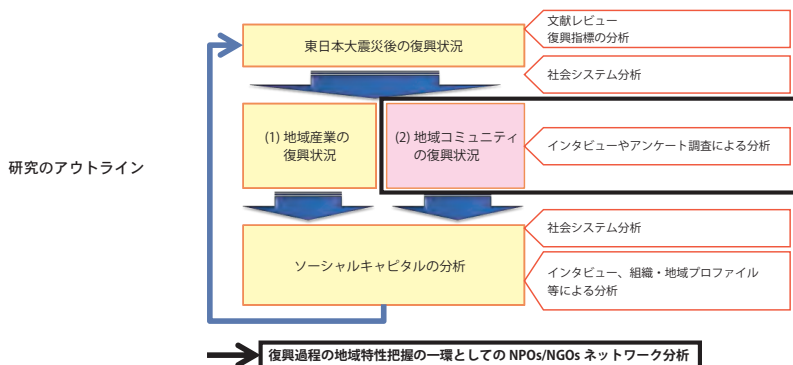 研究のアウトライン
東日本大震災後の復興状況
文献レビュー
復興指標の分析
社会システム分析
(1) 地域産業の
復興状況
(2) 地域コミュニティ
の復興状況
インタビューやアンケート調査による分析
ソーシャルキャピタルの分析
社会システム分析
インタビュー、組織・地域プロファイル
等による分析
復興過程の地域特性把握の一環としての NPOs/NGOs ネットワーク分析